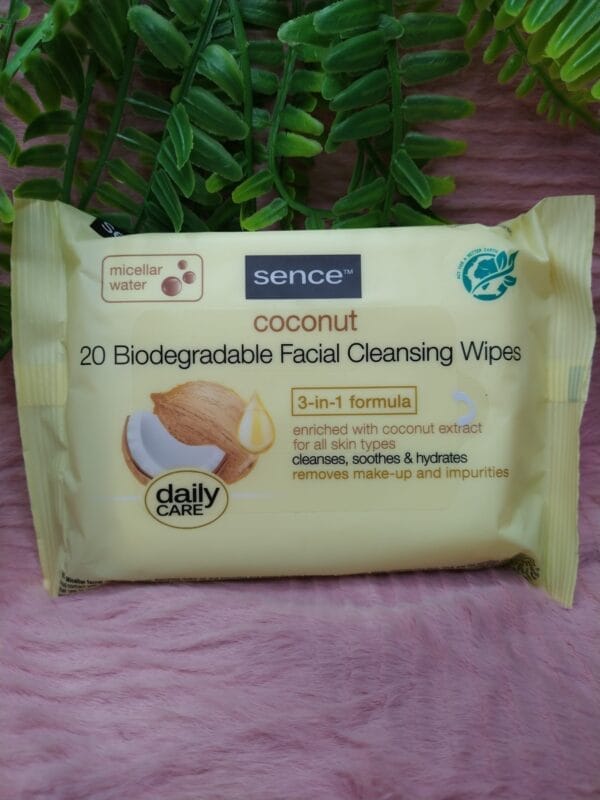 micellar
water
sence™
coconut
20 Biodegradable Facial Cleansing Wipes
3-in-1 formula
enriched with coconut extract
for all skin types
cleanses, soothes & hydrates
removes make-up and impurities
daily
CARE